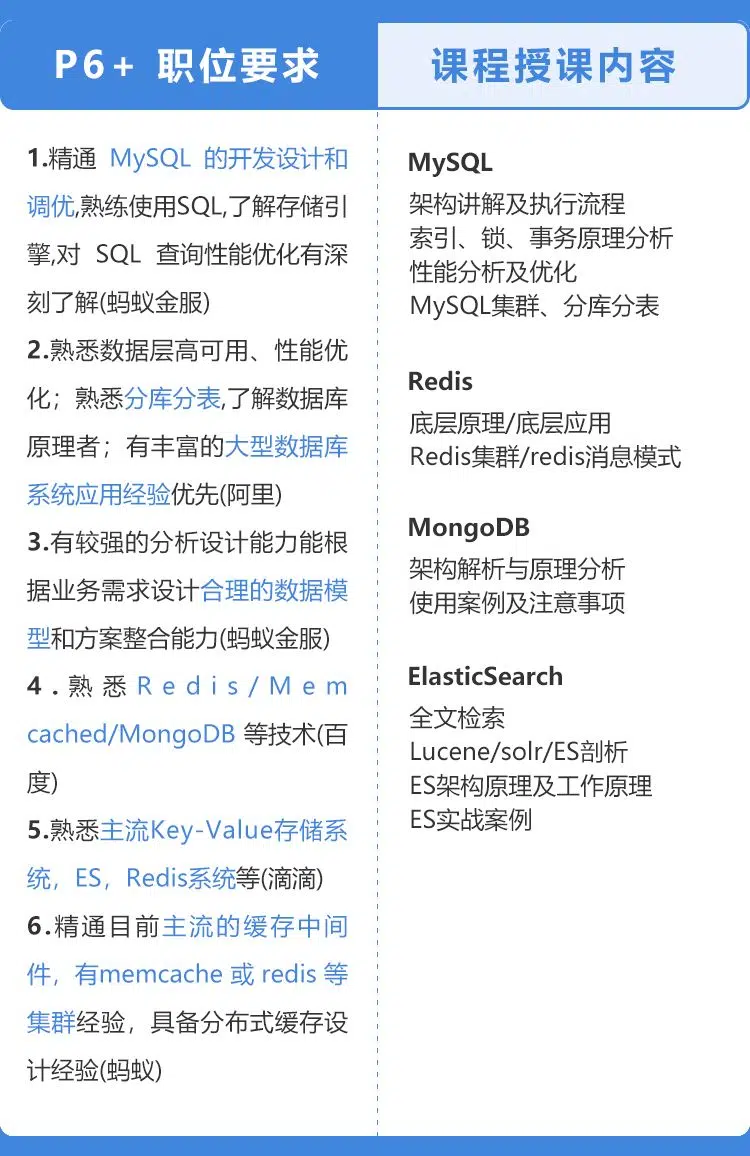 P6+ 职位要求
1.精通 MySQL 的开发设计和
调优,熟练使用SQL,了解存储引
擎,对 SQL 查询性能优化有深
刻了解(蚂蚁金服)
2.熟悉数据层高可用、性能优
化；熟悉分库分表,了解数据库
原理者；有丰富的大型数据库
系统应用经验优先(阿里)
3.有较强的分析设计能力能根
据业务需求设计合理的数据模
型和方案整合能力(蚂蚁金服)
4.熟悉Redis/Mem
cached/MongoDB 等技术(百
度)
5.熟悉主流Key-Value存储系
统，ES，Redis系统等(滴滴)
6.精通目前主流的缓存中间
件，有memcache 或 redis 等
集群经验，具备分布式缓存设
计经验(蚂蚁)
课程授课内容
MySQL
架构讲解及执行流程
索引、锁、事务原理分析
性能分析及优化
MySQL集群、分库分表
Redis
底层原理/底层应用
Redis集群/redis消息模式
MongoDB
架构解析与原理分析
使用案例及注意事项
ElasticSearch
全文检索
Lucene/solr/ES剖析
ES架构原理及工作原理
ES实战案例